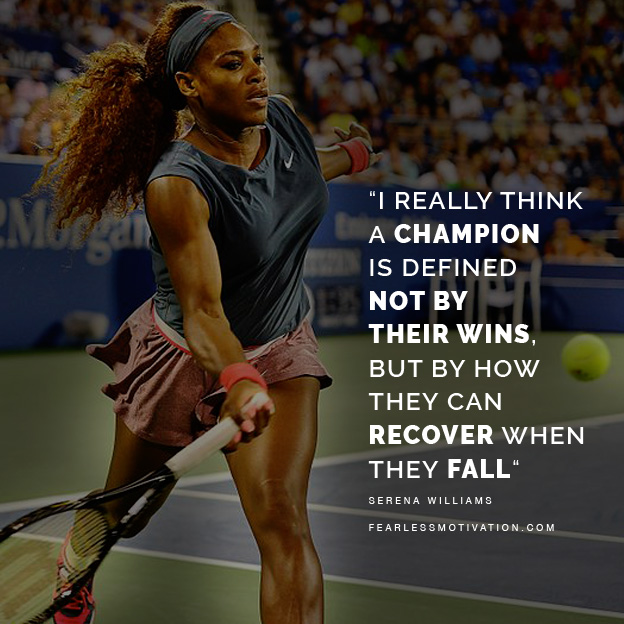 “I REALLY THINK
A CHAMPION
IS DEFINED
NOT BY
THEIR WINS,
BUT BY HOW
THEY CAN
RECOVER WHEN
THEY FALL“
SERENA WILLIAMS
FEARLESSMOTIVATION.COM